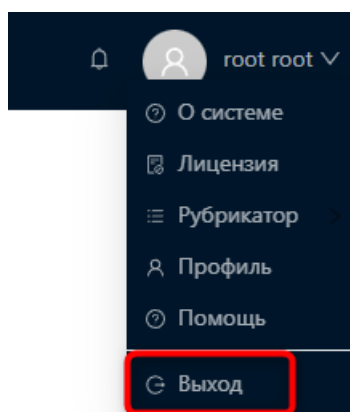 root root
О системе
Лицензия
Рубрикатор
Профиль
Помощь
Выход